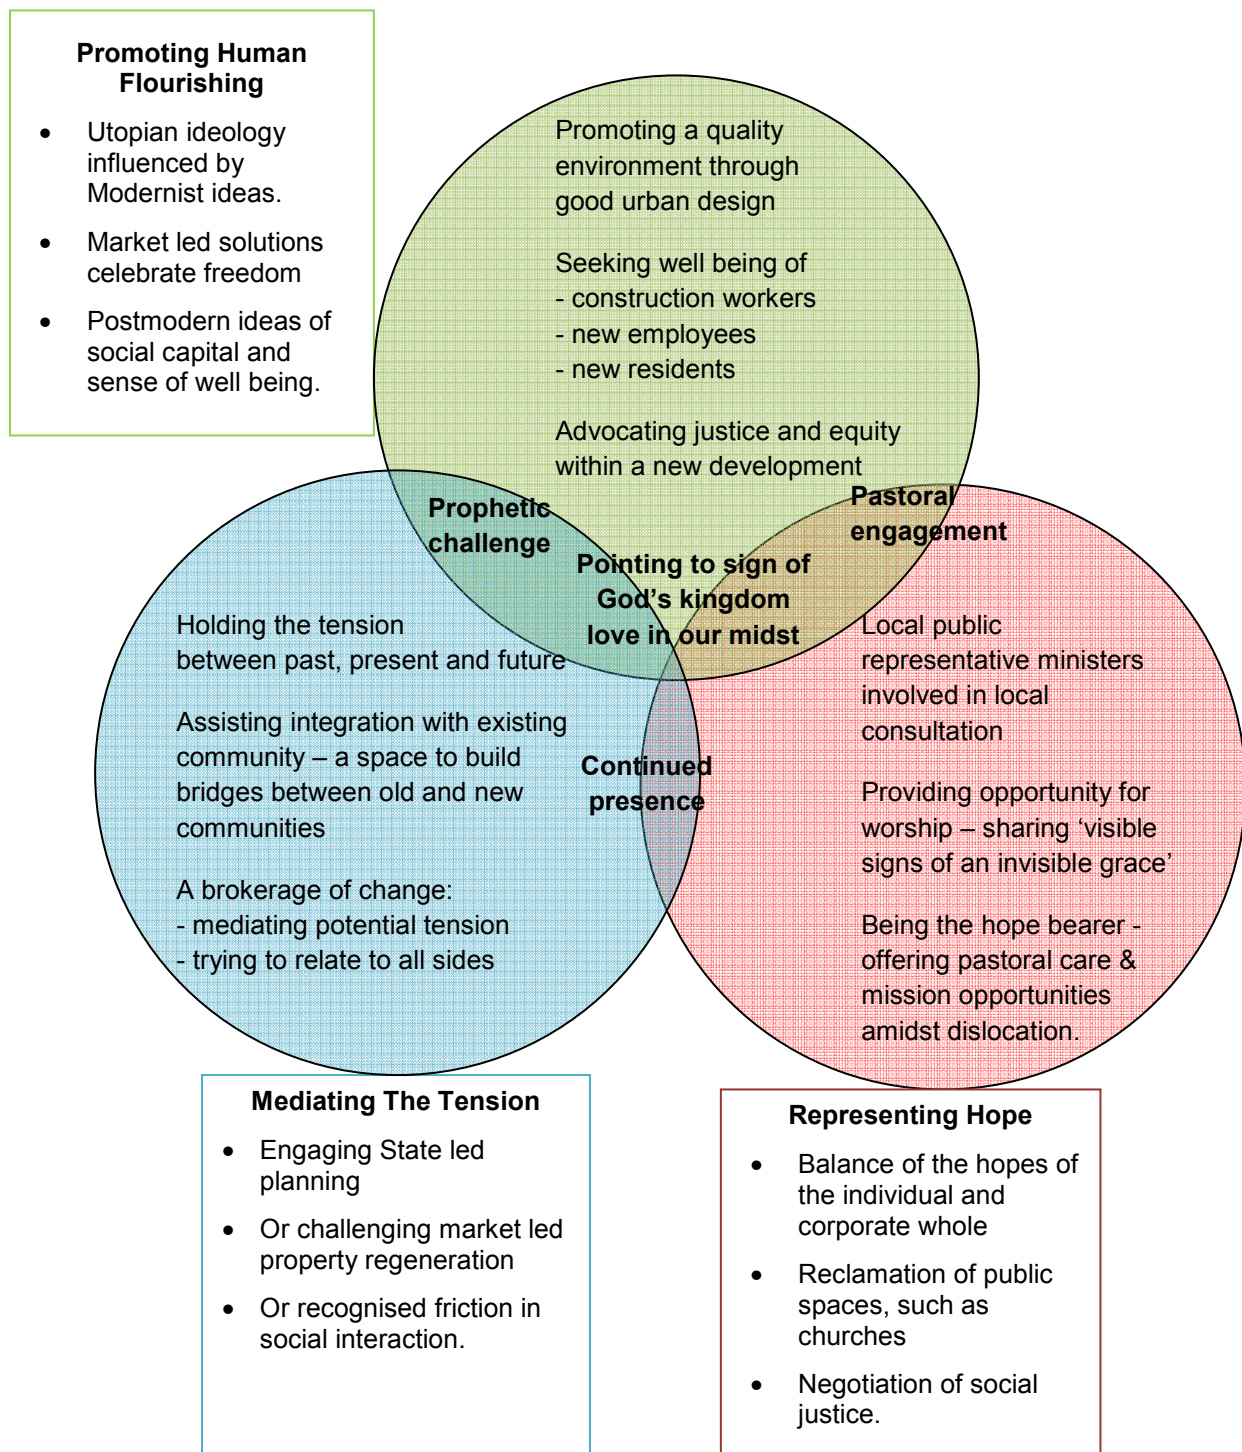 Promoting Human
Flourishing
• Utopian ideology
influenced by
Modernist ideas.
• Market led solutions
celebrate freedom
• Postmodern ideas of
social capital and
sense of well being.
Promoting a quality
environment through
good urban design
Seeking well being of
- construction workers
- new employees
- new residents
Advocating justice and equity
within a new development
Prophetic
challenge
Pastoral
engagement
Pointing to sign of
God’s kingdom
love in our midst
Holding the tension
between past, present and future
Assisting integration with existing
community – a space to build
bridges between old and new
communities
A brokerage of change:
- mediating potential tension
- trying to relate to all sides
Continued
presence
Local public
representative ministers
involved in local
consultation
Providing opportunity for
worship – sharing ‘visible
signs of an invisible grace’
Being the hope bearer -
offering pastoral care &
mission opportunities
amidst dislocation.
Mediating The Tension
• Engaging State led
planning
• Or challenging market led
property regeneration
• Or recognised friction in
social interaction.
Representing Hope
• Balance of the hopes of
the individual and
corporate whole
• Reclamation of public
spaces, such as
churches
• Negotiation of social
justice.